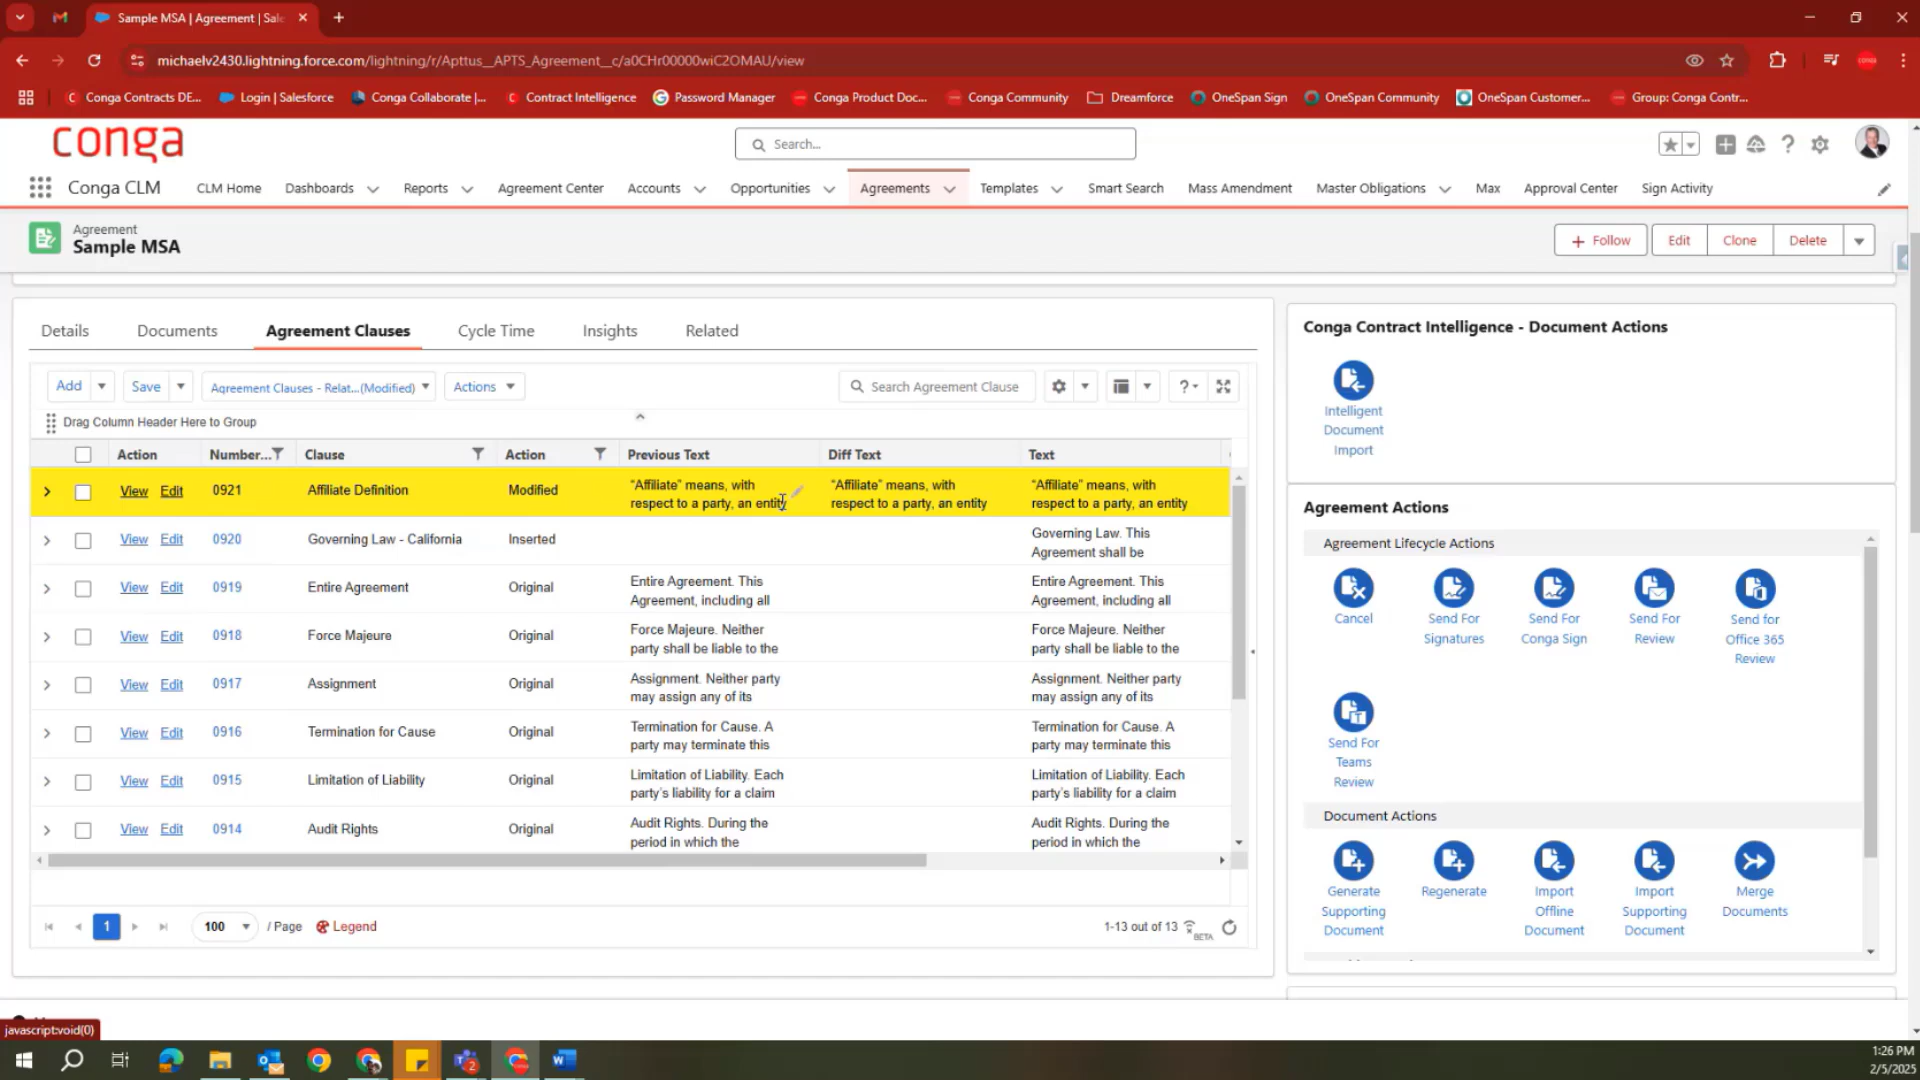 Sample MSA | Agreement | Sale
michaelv2430.lightning.force.com/lightning/r/Apttus__APTS_Agreement__c/a0CHr00000wiC2OMAU/view
Conga Contracts DE...
Login | Salesforce
Conga Collaborate |...
Contract Intelligence
Password Manager
Conga Product Doc...
Conga Community
Dreamforce
OneSpan Sign
OneSpan Community
OneSpan Customer...
Group: Conga Contr...
conga
Search...
Conga CLM
CLM Home
Dashboards
Reports
Agreement Center
Accounts
Opportunities
Agreements
Templates
Smart Search
Mass Amendment
Master Obligations
Max
Approval Center
Sign Activity
Agreement
Sample MSA
Follow
Edit
Clone
Delete
Details
Documents
Agreement Clauses
Cycle Time
Insights
Related
Add
Save
Agreement Clauses - Relat...(Modified)
Actions
Search Agreement Clause
?
Drag Column Header Here to Group
Action
Number...
Clause
Action
Previous Text
Diff Text
Text
View Edit 0921 Affiliate Definition Modified
“Affiliate” means, with
respect to a party, an entity
“Affiliate” means, with
respect to a party, an entity
“Affiliate” means, with
respect to a party, an entity
View Edit 0920 Governing Law - California Inserted
Governing Law. This
Agreement shall be
View Edit 0919 Entire Agreement Original
Entire Agreement. This
Agreement, including all
Entire Agreement. This
Agreement, including all
View Edit 0918 Force Majeure Original
Force Majeure. Neither
party shall be liable to the
Force Majeure. Neither
party shall be liable to the
View Edit 0917 Assignment Original
Assignment. Neither party
may assign any of its
Assignment. Neither party
may assign any of its
View Edit 0916 Termination for Cause Original
Termination for Cause. A
party may terminate this
Termination for Cause. A
party may terminate this
View Edit 0915 Limitation of Liability Original
Limitation of Liability. Each
party’s liability for a claim
Limitation of Liability. Each
party’s liability for a claim
View Edit 0914 Audit Rights Original
Audit Rights. During the
period in which the
Audit Rights. During the
period in which the
1
100
/ Page
Legend
1-13 out of 13
BETA
Conga Contract Intelligence - Document Actions
Intelligent
Document
Import
Agreement Actions
Agreement Lifecycle Actions
Cancel
Send For
Signatures
Send For
Conga Sign
Send For
Review
Send for
Office 365
Review
Send For
Teams
Review
Document Actions
Generate
Supporting
Document
Regenerate
Import
Offline
Document
Import
Supporting
Document
Merge
Documents
javascript:void(0)
1:26 PM
2/5/2025